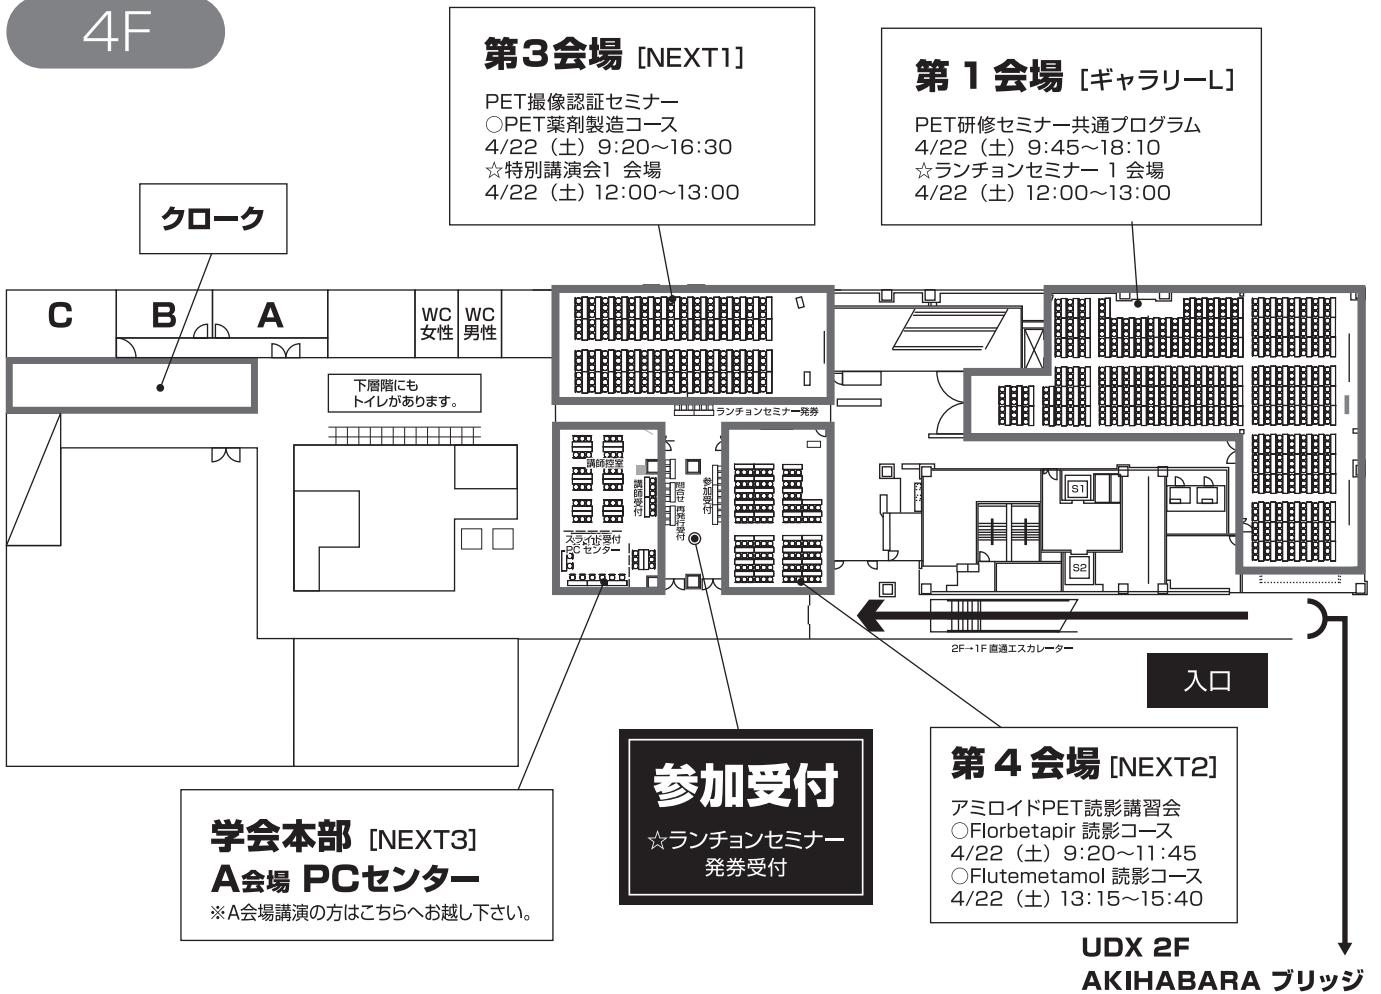 4F
第3会場 [NEXT1]
PET撮像認証セミナー
○PET薬剤製造コース
4/22（土）9:20～16:30
☆特別講演会1 会場
4/22（土）12:00～13:00
第1会場 [ギャラリーL]
PET研修セミナー共通プログラム
4/22（土）9:45～18:10
☆ランチョンセミナー 1 会場
4/22（土）12:00～13:00
クローク
C
B
A
WC
女性
WC
男性
下層階にも
トイレがあります。
ランチョンセミナー発券
講師控室
講師受付
問合せ 再発行受付
参加受付
スライド受付
PC センター
S1
S2
2F→1F 直通エスカレーター
入口
学会本部 [NEXT3]
A会場 PCセンター
※A会場講演の方はこちらへお越し下さい。
参加受付
☆ランチョンセミナー
発券受付
第4会場 [NEXT2]
アミロイドPET読影講習会
○Florbetapir 読影コース
4/22（土）9:20～11:45
○Flutemetamol 読影コース
4/22（土）13:15～15:40
UDX 2F
AKIHABARA ブリッジ